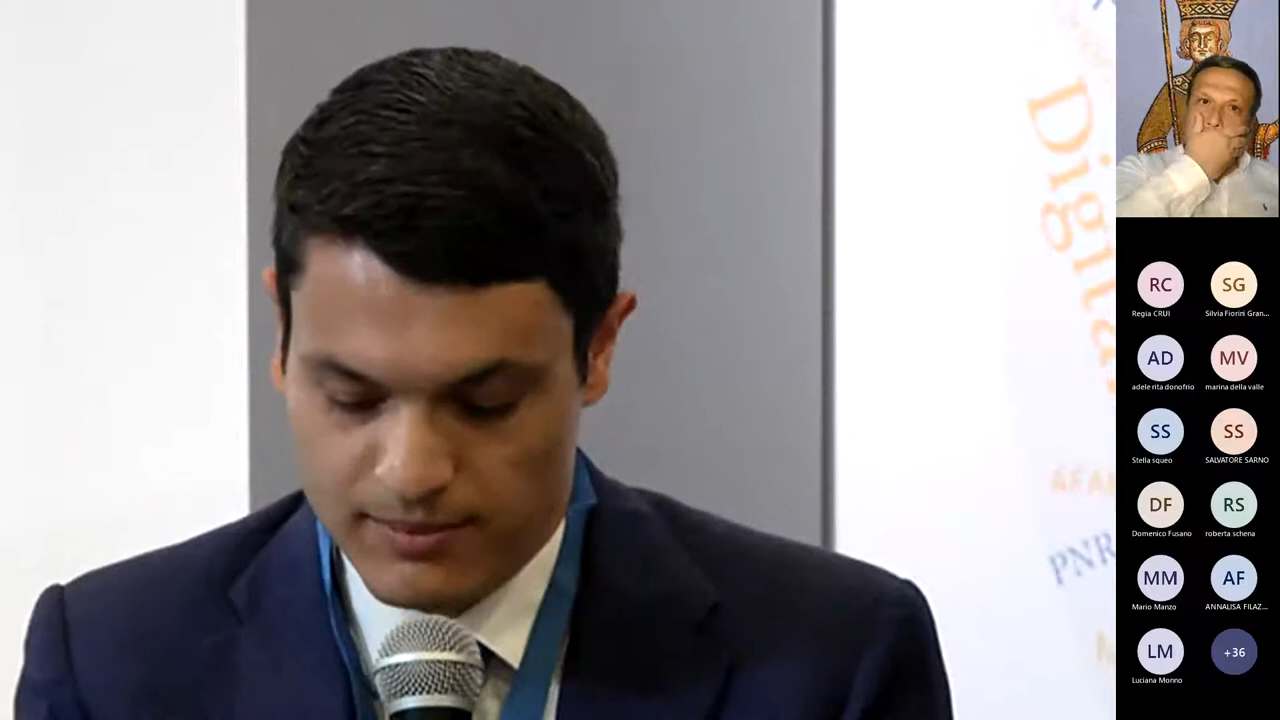 Digital
PNR
RC
SG
Regia CRUI
Silvia Fiorini Gran...
AD
MV
adele rita donofrio
marina della valle
SS
SS
Stella squeo
SALVATORE SARNO
DF
RS
Domenico Fusano
roberta schena
MM
AF
Mario Manzo
ANNALISA FILAZ...
LM
+36
Luciana Monno